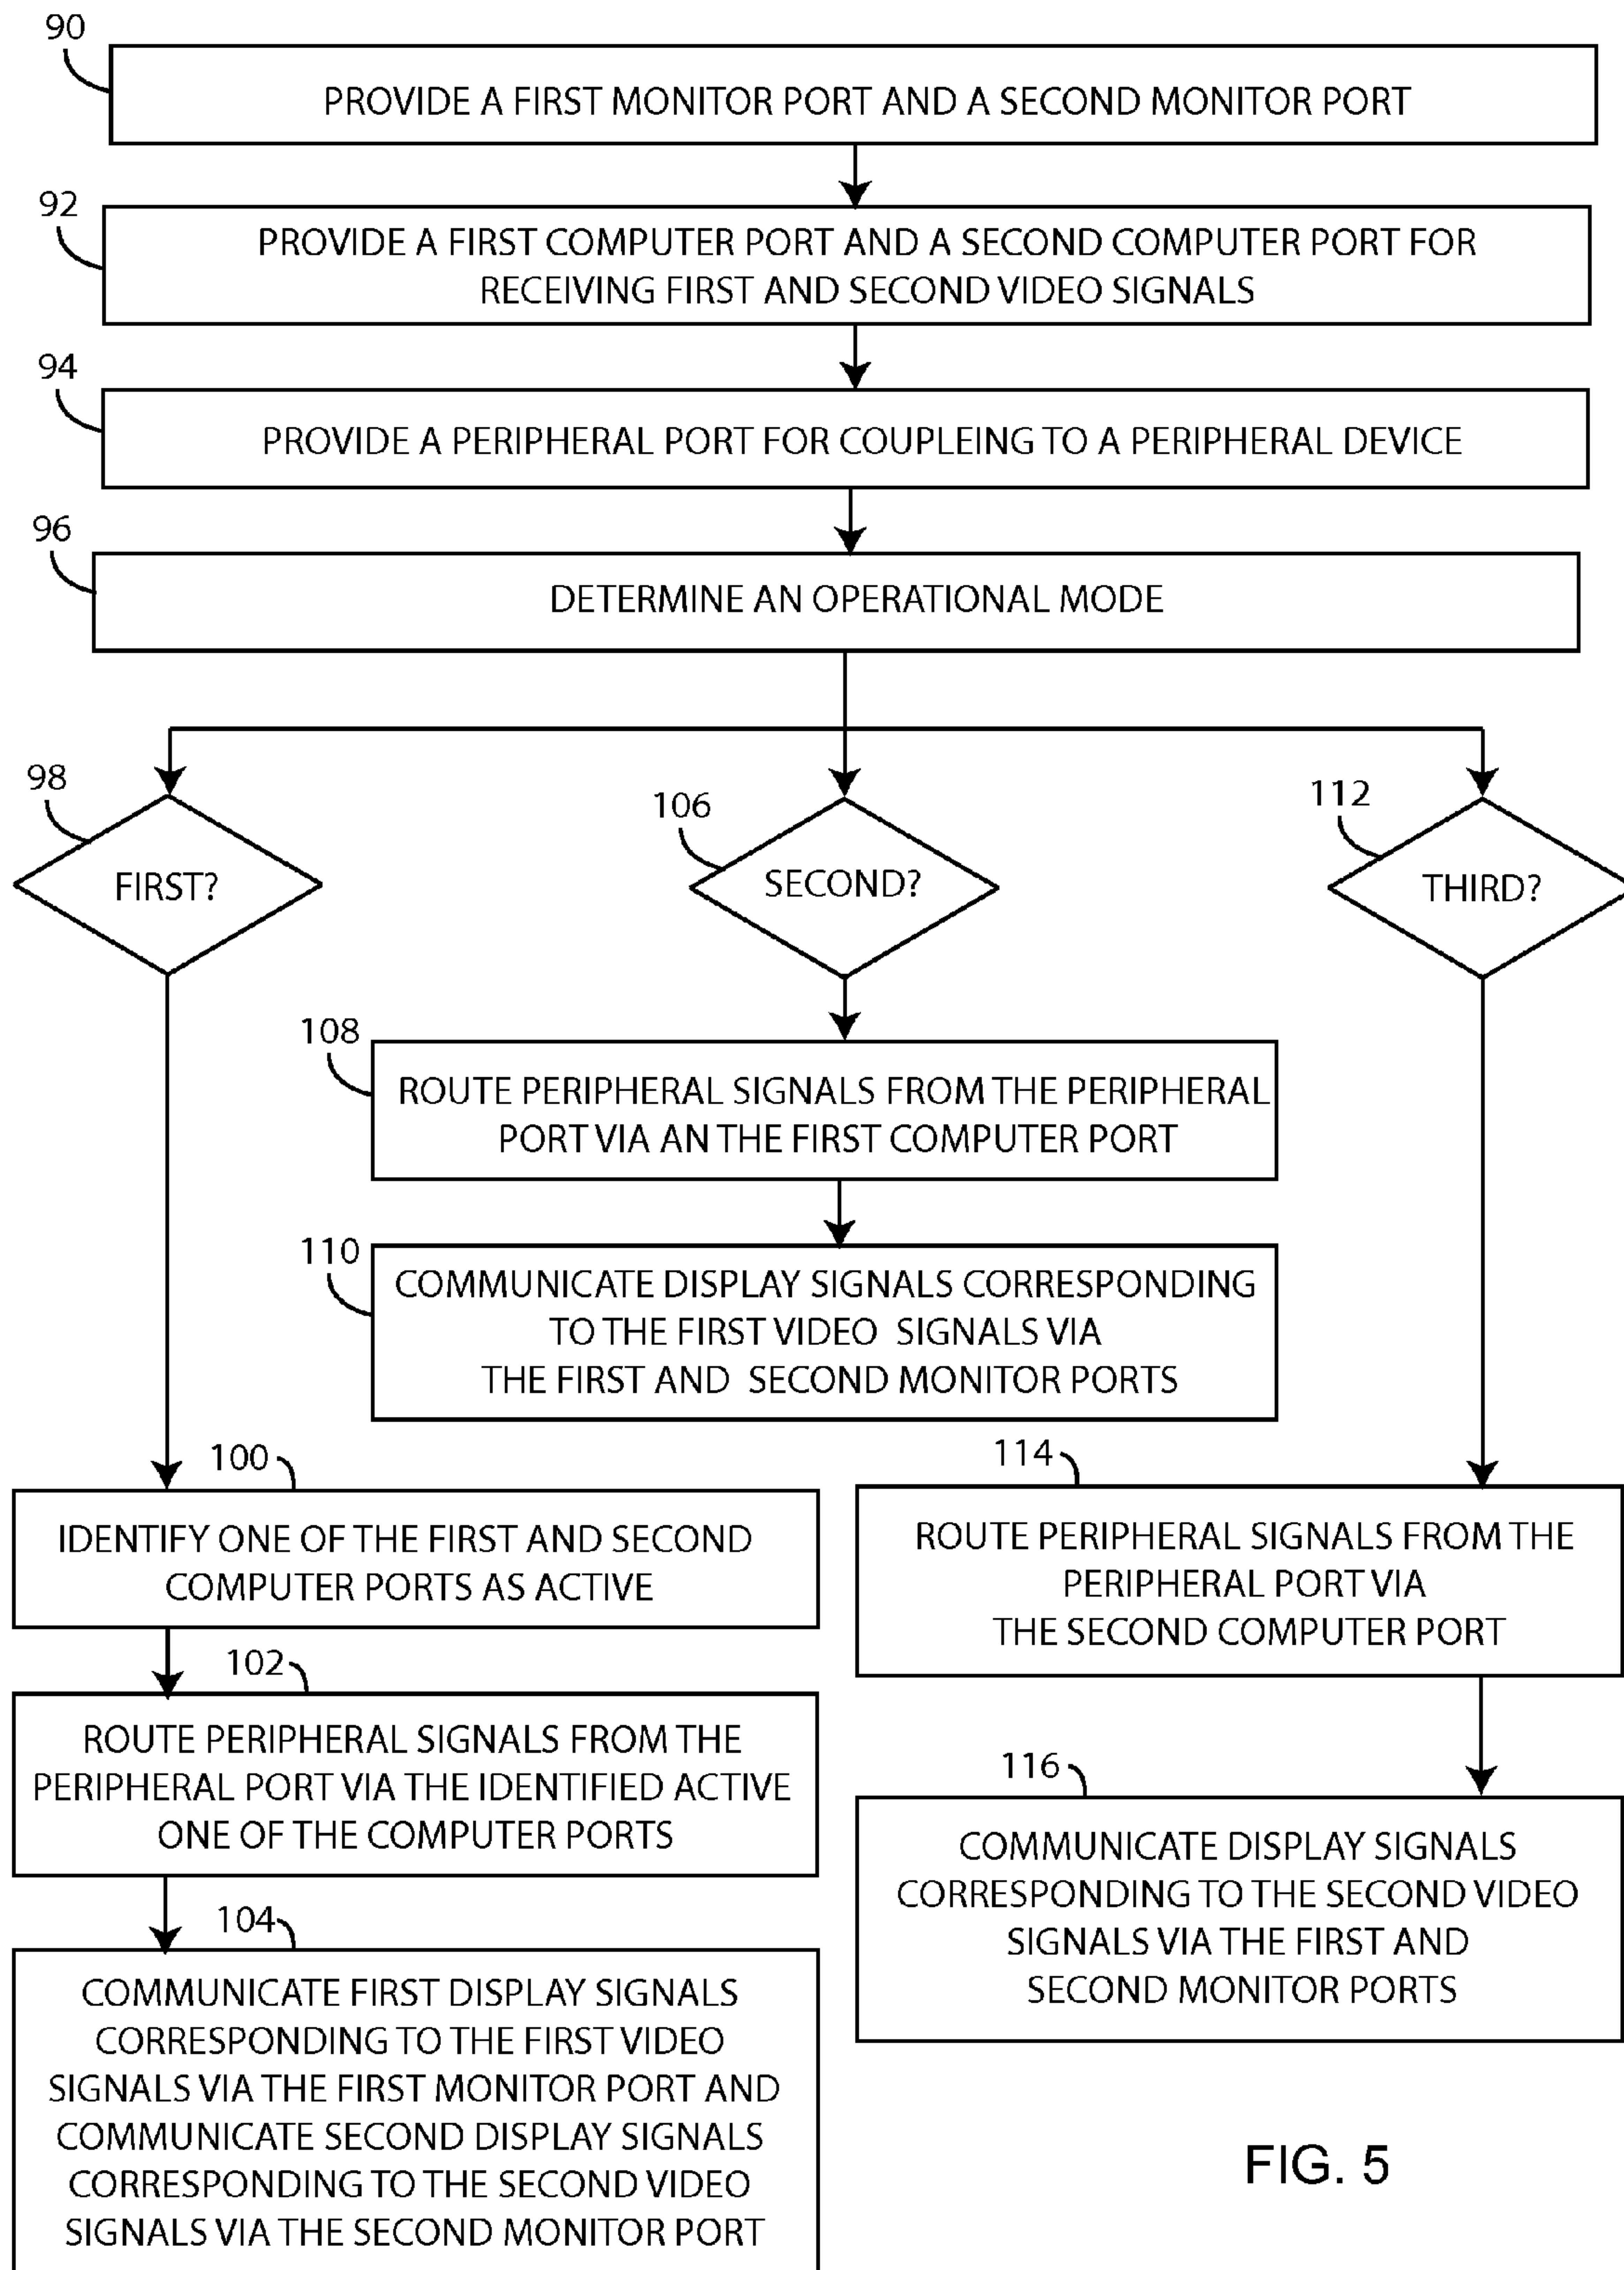 90
PROVIDE A FIRST MONITOR PORT AND A SECOND MONITOR PORT
92
PROVIDE A FIRST COMPUTER PORT AND A SECOND COMPUTER PORT FOR
RECEIVING FIRST AND SECOND VIDEO SIGNALS
94
PROVIDE A PERIPHERAL PORT FOR COUPLEING TO A PERIPHERAL DEVICE
96
DETERMINE AN OPERATIONAL MODE
98
FIRST?
106
SECOND?
112
THIRD?
108
ROUTE PERIPHERAL SIGNALS FROM THE PERIPHERAL
PORT VIA AN THE FIRST COMPUTER PORT
110
COMMUNICATE DISPLAY SIGNALS CORRESPONDING
TO THE FIRST VIDEO SIGNALS VIA
THE FIRST AND SECOND MONITOR PORTS
100
IDENTIFY ONE OF THE FIRST AND SECOND
COMPUTER PORTS AS ACTIVE
102
ROUTE PERIPHERAL SIGNALS FROM THE
PERIPHERAL PORT VIA THE IDENTIFIED ACTIVE
ONE OF THE COMPUTER PORTS
104
COMMUNICATE FIRST DISPLAY SIGNALS
CORRESPONDING TO THE FIRST VIDEO
SIGNALS VIA THE FIRST MONITOR PORT AND
COMMUNICATE SECOND DISPLAY SIGNALS
CORRESPONDING TO THE SECOND VIDEO
SIGNALS VIA THE SECOND MONITOR PORT
114
ROUTE PERIPHERAL SIGNALS FROM THE
PERIPHERAL PORT VIA
THE SECOND COMPUTER PORT
116
COMMUNICATE DISPLAY SIGNALS
CORRESPONDING TO THE SECOND VIDEO
SIGNALS VIA THE FIRST AND
SECOND MONITOR PORTS
FIG. 5